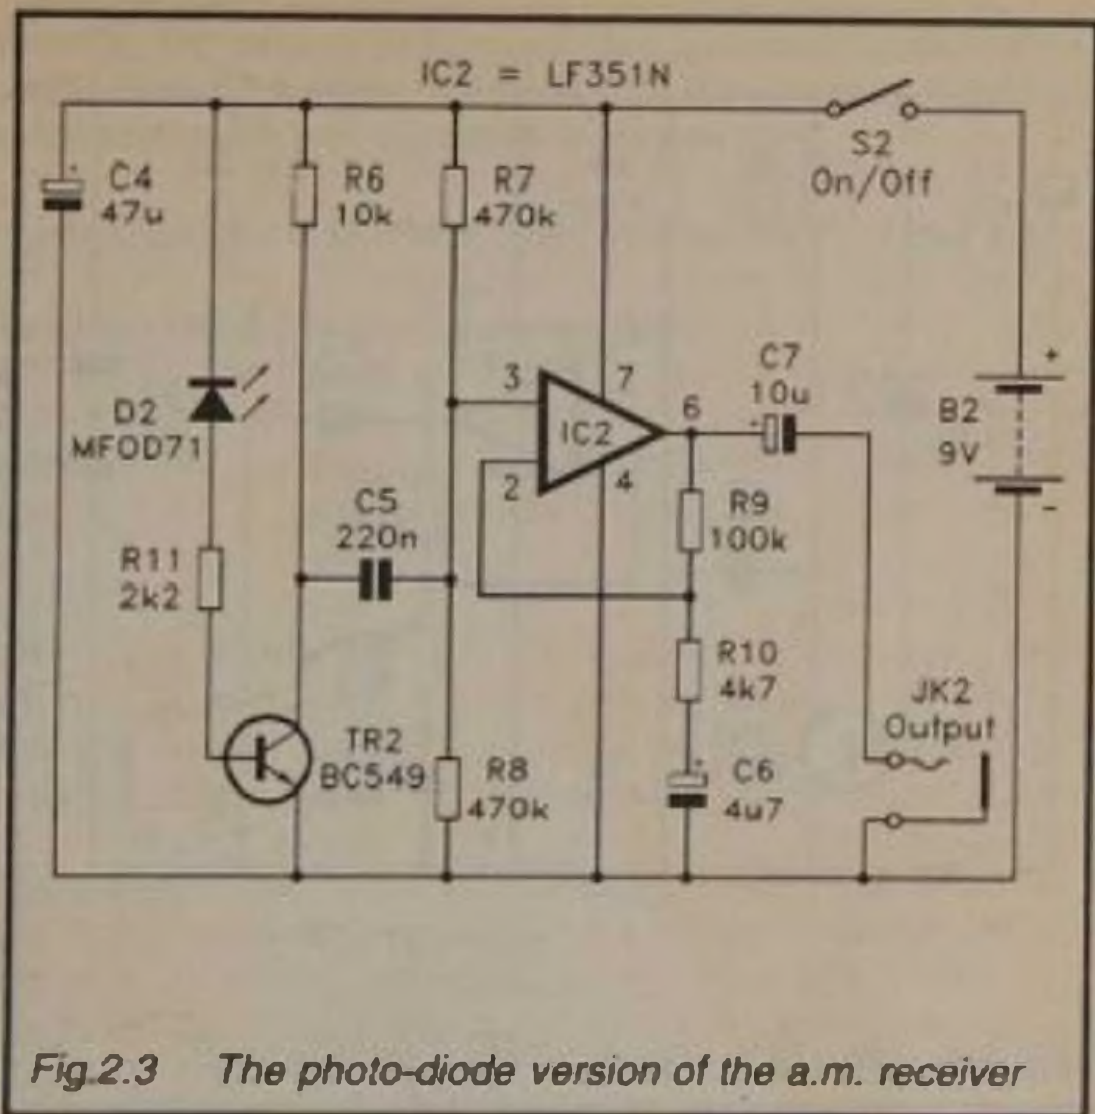 IC2 = LF351N
S2
On/Off
+
C4
47u
R6
10k
R7
470k
+
C7
10u
+
3
7
6
IC2
2
4
B2
9V
-
D2
MFOD71
C5
220n
R9
100k
R11
2k2
R10
4k7
JK2
Output
TR2
BC549
R8
470k
+
C6
4u7
Fig.2.3 The photo-diode version of the a.m. receiver